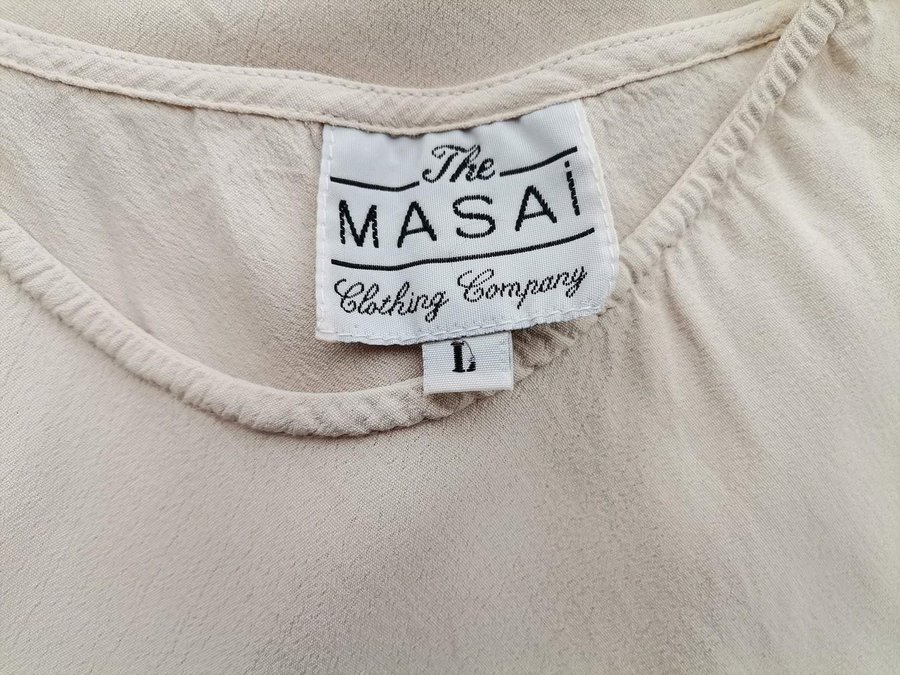 The
MASAi
Clothing Company
L